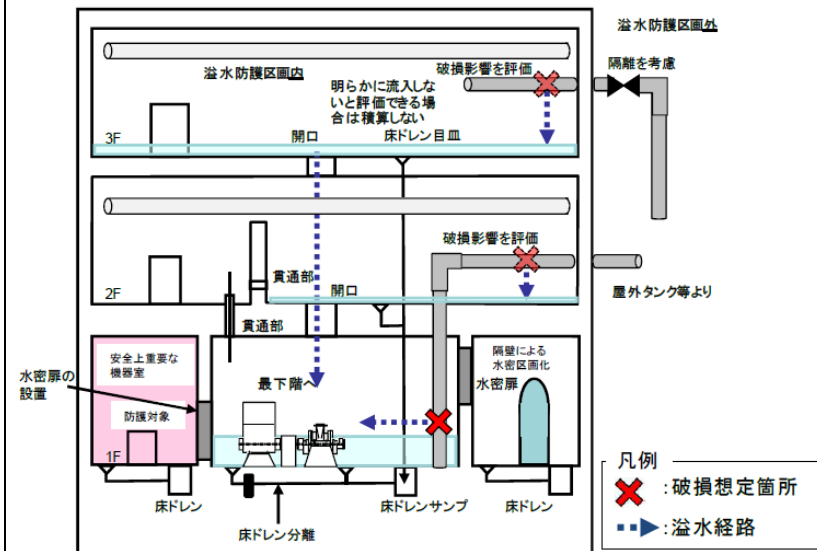 溢水防護区画外
溢水防護区画内
破損影響を評価
隔離を考慮
明らかに流入しな
いと評価できる場
合は積算しない
3F
開口
床ドレン目皿
破損影響を評価
貫通部
2F
開口
屋外タンク等より
貫通部
安全上重要な
機器室
隔壁による
水密区画化
水密扉の
設置
最下階へ
水密扉
防護対象
1F
床ドレン
床ドレンサンプ
床ドレン
床ドレン分離
凡例
:破損想定箇所
:溢水経路